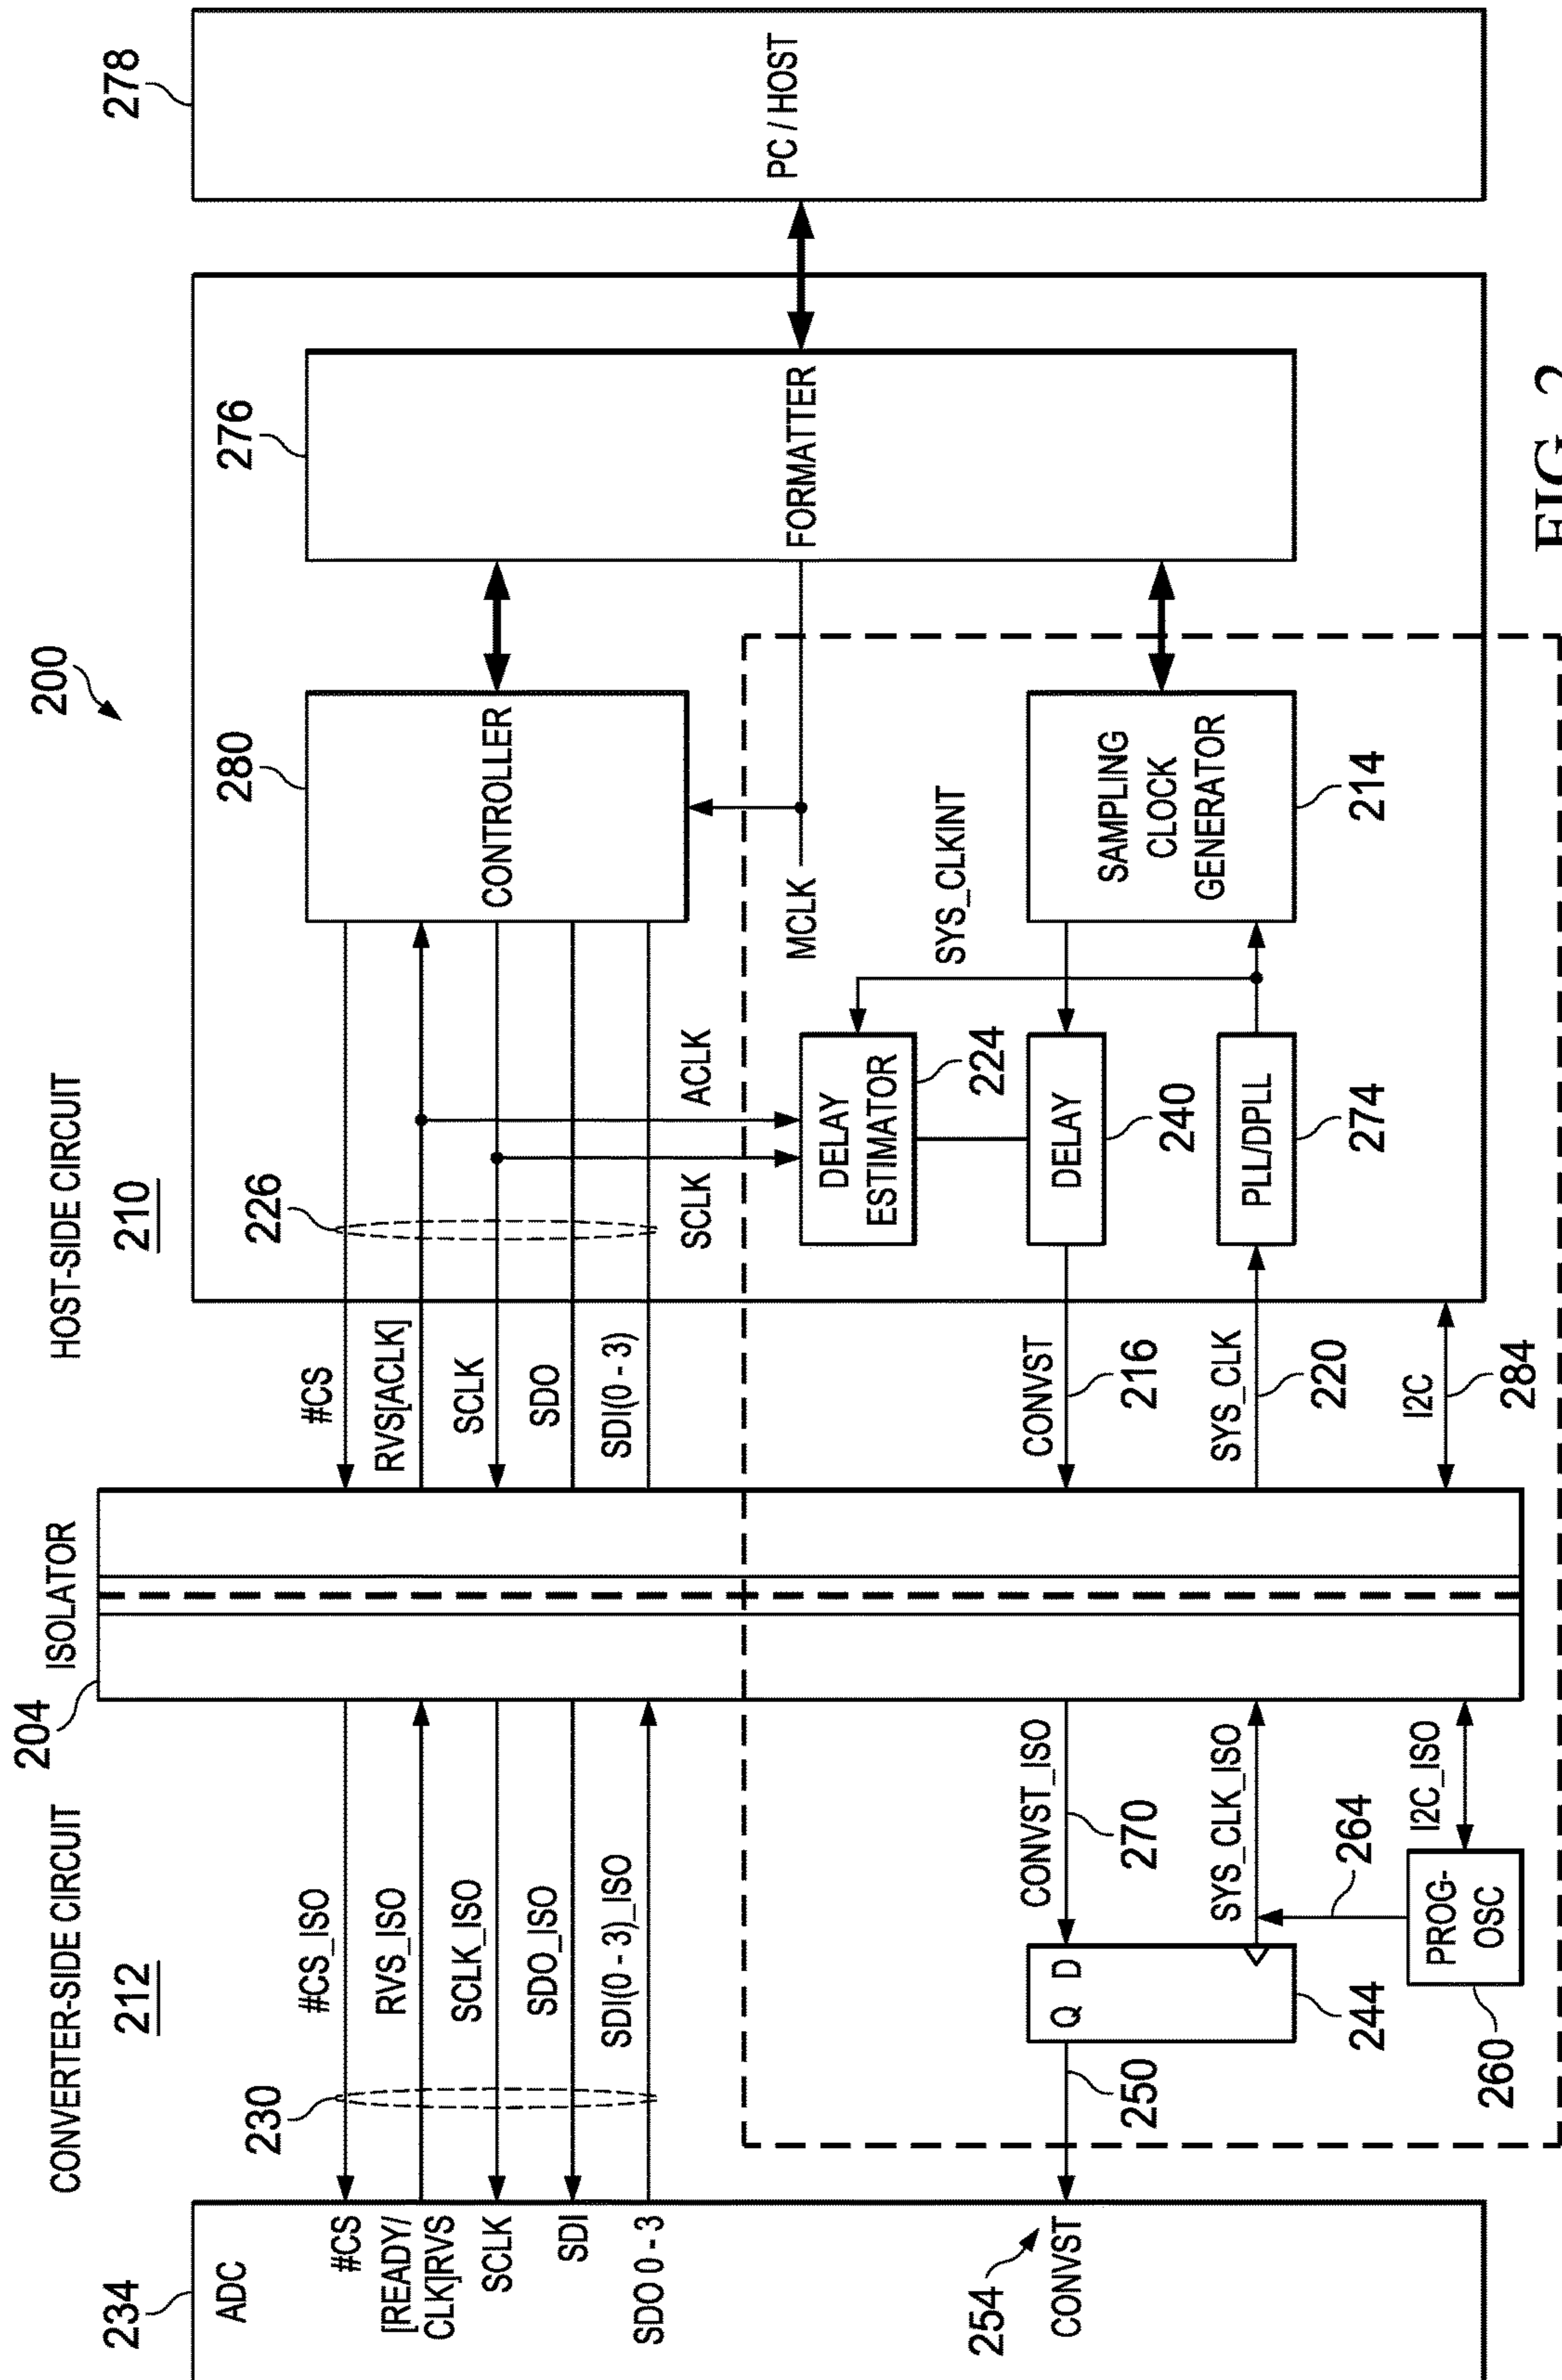 200
CONVERTER-SIDE CIRCUIT
212
204
ISOLATOR
HOST-SIDE CIRCUIT
210
234
ADC
#CS
[READY/
CLK]RVS
SCLK
SDI
SDO 0 - 3
254
CONVST
230
#CS_ISO
RVS_ISO
SCLK_ISO
SDO_ISO
SDI(0 - 3)_ISO
250
Q D
244
CONVST_ISO
270
SYS_CLK_ISO
264
I2C_ISO
PROG-
OSC
260
#CS
RVS[ACLK]
SCLK
SDO
SDI(0 - 3)
CONVST
216
SYS_CLK
220
I2C
284
226
SCLK
ACLK
DELAY
ESTIMATOR
224
DELAY
240
PLL/DPLL
274
280
CONTROLLER
MCLK
SYS_CLKINT
SAMPLING
CLOCK
GENERATOR
214
276
FORMATTER
278
PC / HOST